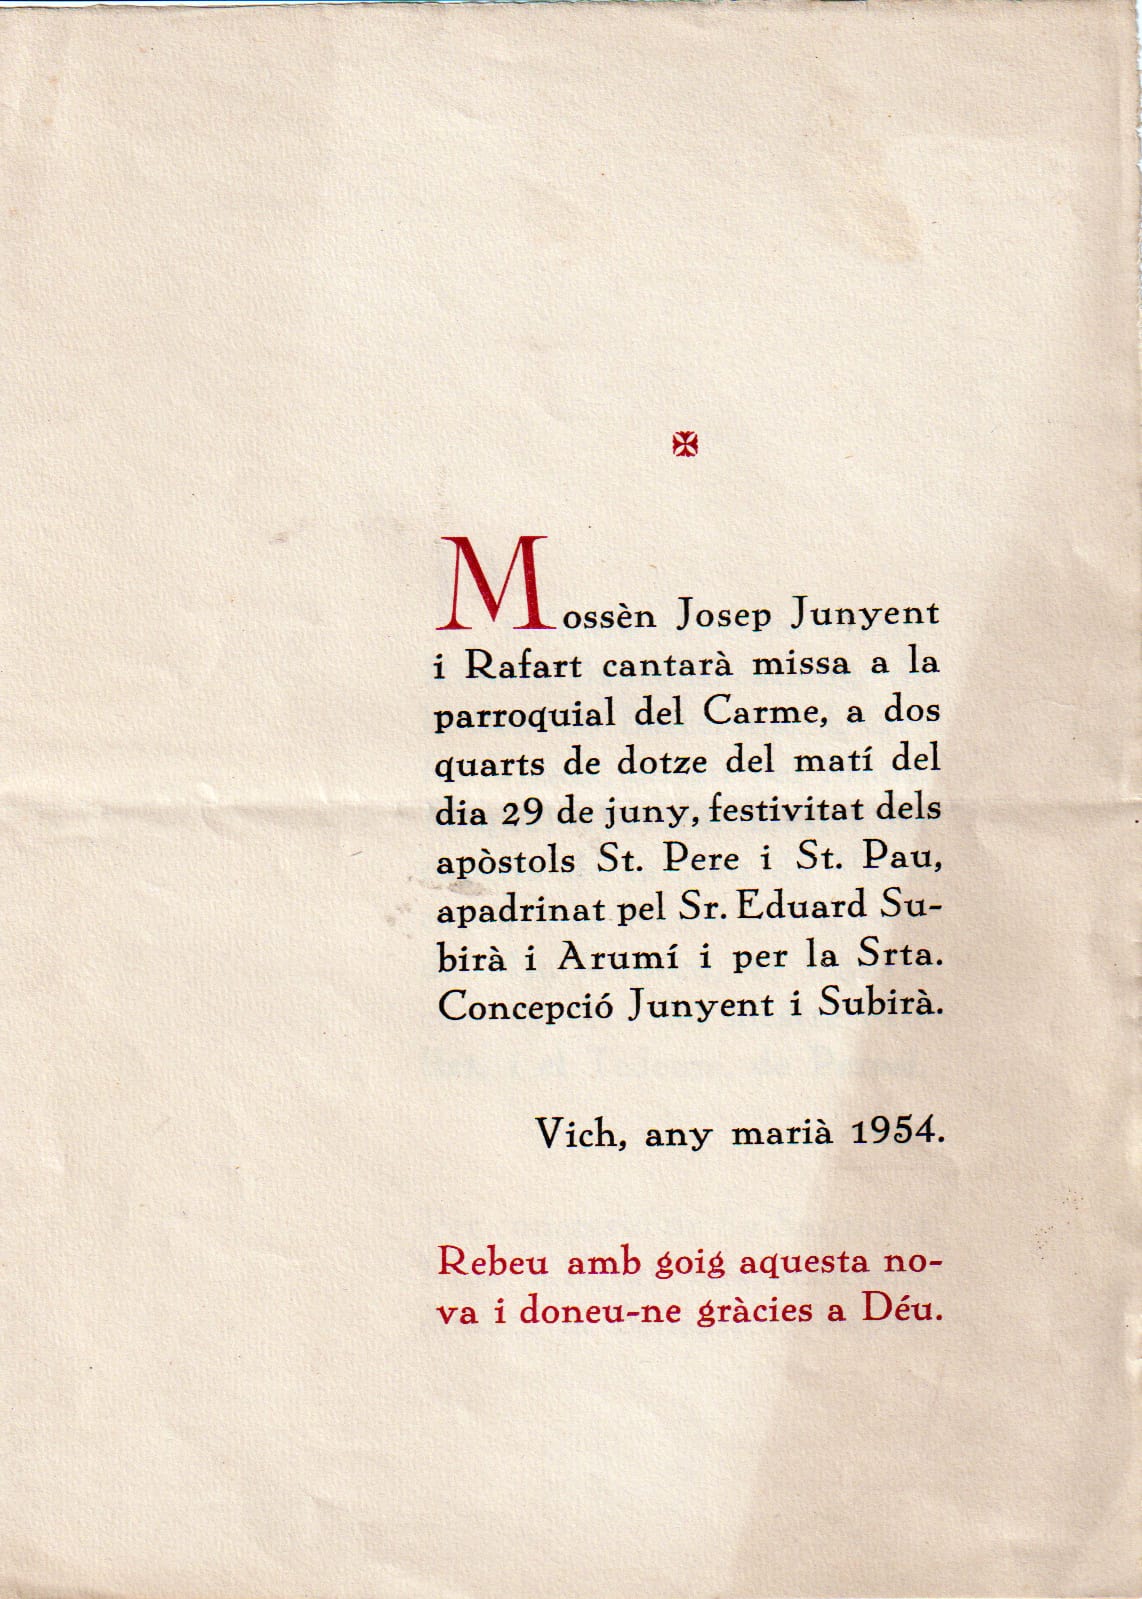 Mossèn Josep Junyent
i Rafart cantarà missa a la
parroquial del Carme, a dos
quarts de dotze del matí del
dia 29 de juny, festivitat dels
apòstols St. Pere i St. Pau,
apadrinat pel Sr. Eduard Su-
birà i Arumí i per la Srta.
Concepció Junyent i Subirà.
Vich, any marià 1954.
Rebeu amb goig aquesta no-
va i doneu-ne gràcies a Déu.